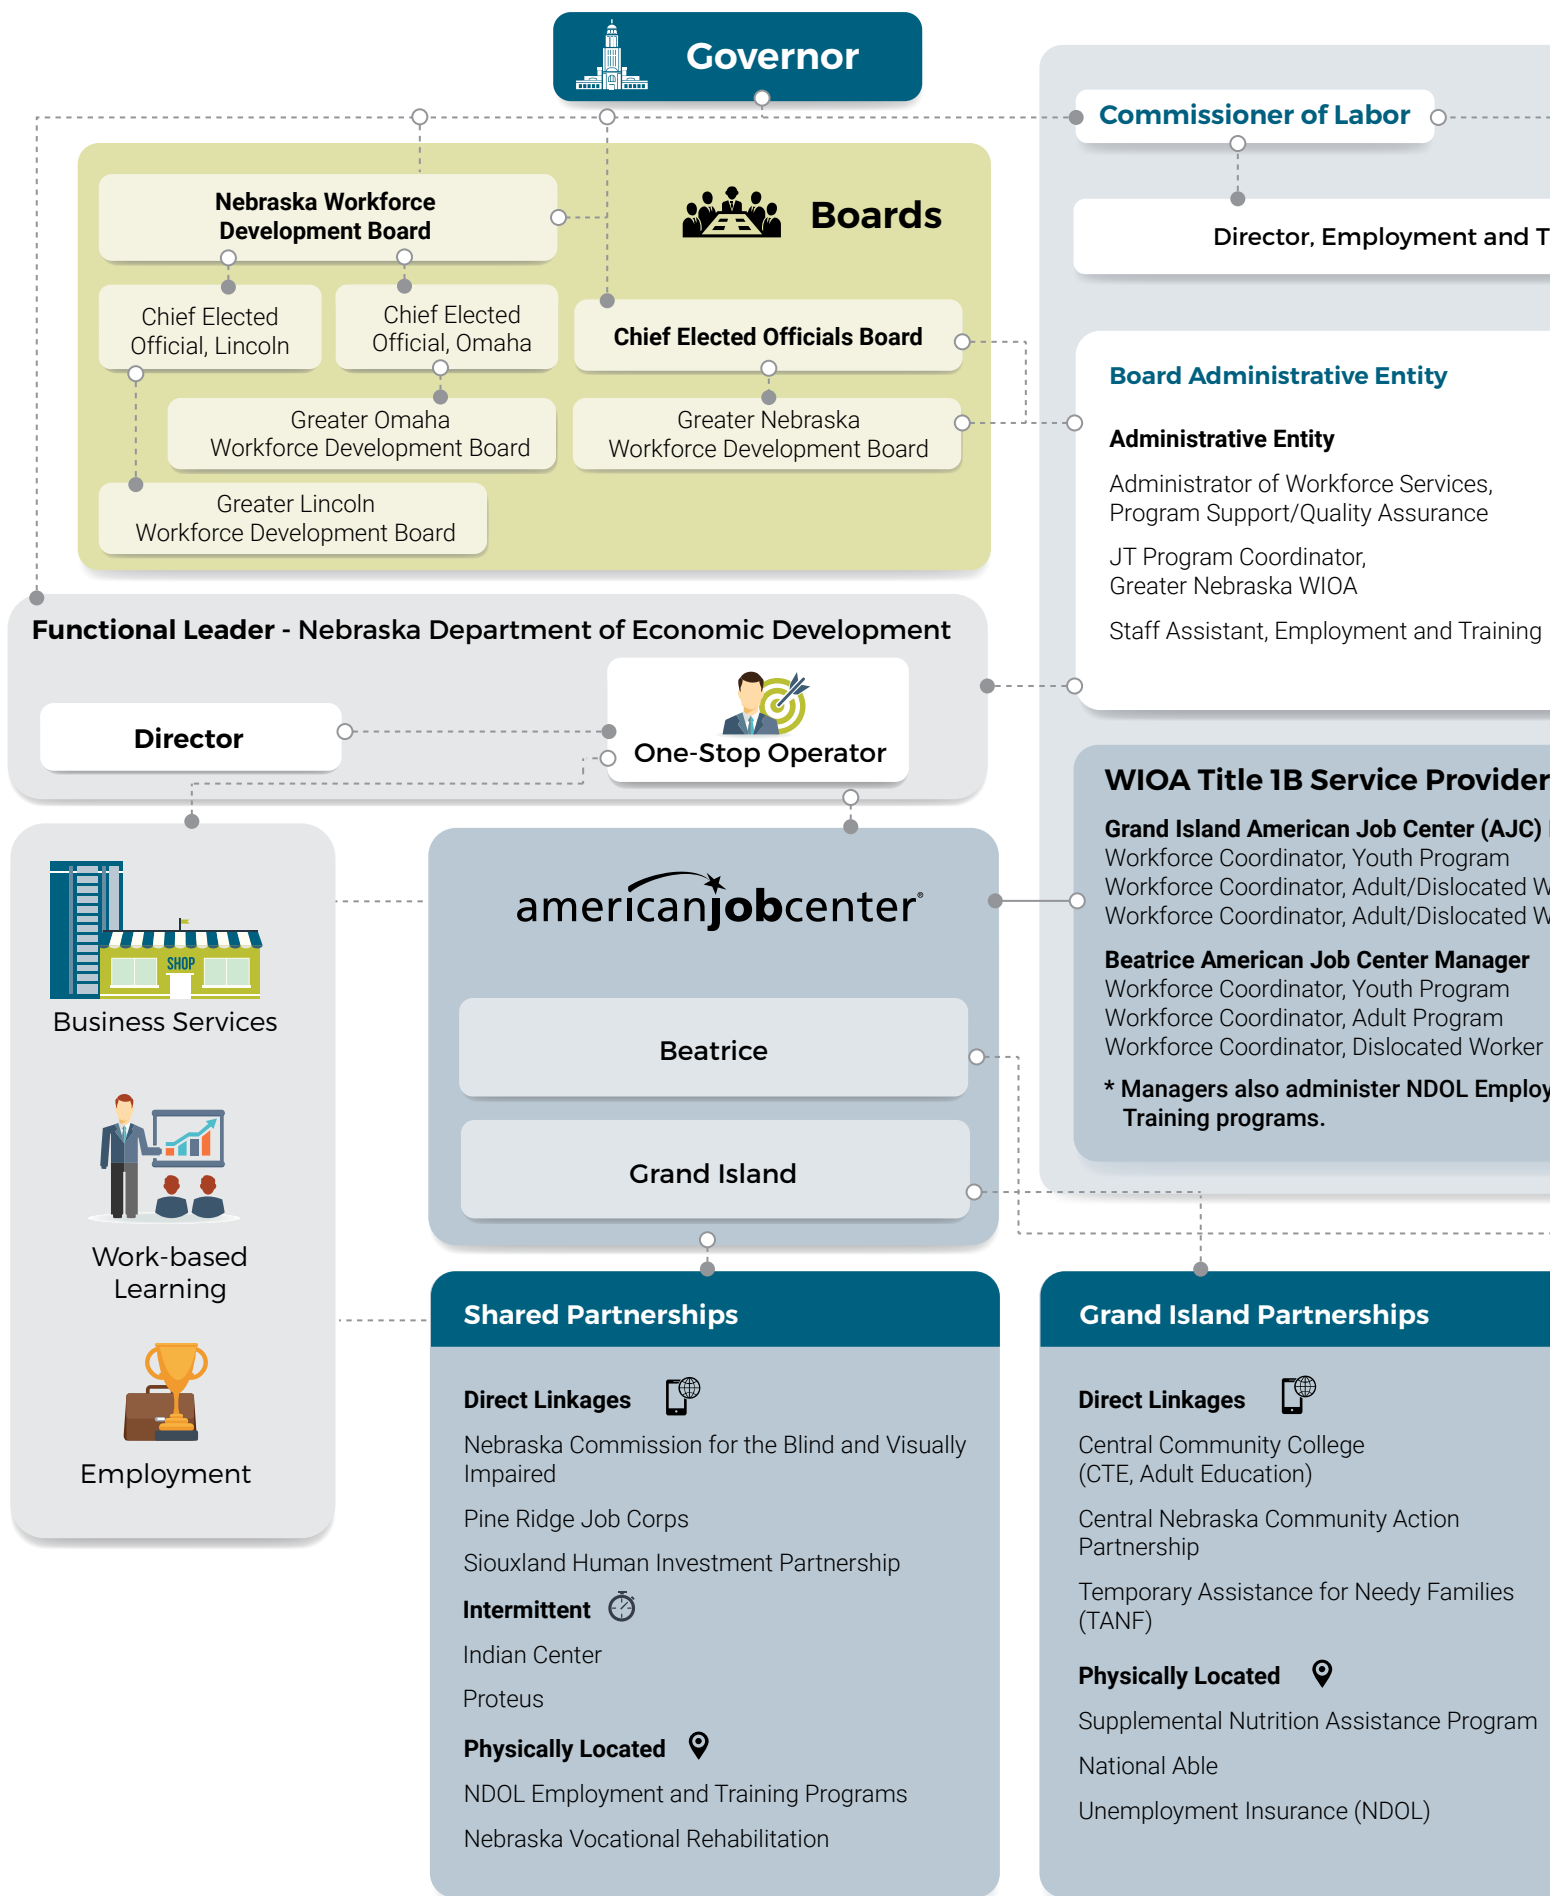 Governor
Commissioner of Labor
Director, Employment and T
Boards
Nebraska Workforce
Development Board
Chief Elected
Official, Lincoln
Chief Elected
Official, Omaha
Chief Elected Officials Board
Greater Omaha
Workforce Development Board
Greater Nebraska
Workforce Development Board
Greater Lincoln
Workforce Development Board
Board Administrative Entity
Administrative Entity
Administrator of Workforce Services,
Program Support/Quality Assurance
JT Program Coordinator,
Greater Nebraska WIOA
Staff Assistant, Employment and Training
Functional Leader - Nebraska Department of Economic Development
Director
One-Stop Operator
WIOA Title 1B Service Provider
Grand Island American Job Center (AJC)
Workforce Coordinator, Youth Program
Workforce Coordinator, Adult/Dislocated W
Workforce Coordinator, Adult/Dislocated W
Beatrice American Job Center Manager
Workforce Coordinator, Youth Program
Workforce Coordinator, Adult Program
Workforce Coordinator, Dislocated Worker
* Managers also administer NDOL Employ
Training programs.
SHOP
Business Services
Work-based
Learning
Employment
americanjobcenter®
Beatrice
Grand Island
Shared Partnerships
Direct Linkages
Nebraska Commission for the Blind and Visually
Impaired
Pine Ridge Job Corps
Siouxland Human Investment Partnership
Intermittent
Indian Center
Proteus
Physically Located
NDOL Employment and Training Programs
Nebraska Vocational Rehabilitation
Grand Island Partnerships
Direct Linkages
Central Community College
(CTE, Adult Education)
Central Nebraska Community Action
Partnership
Temporary Assistance for Needy Families
(TANF)
Physically Located
Supplemental Nutrition Assistance Program
National Able
Unemployment Insurance (NDOL)